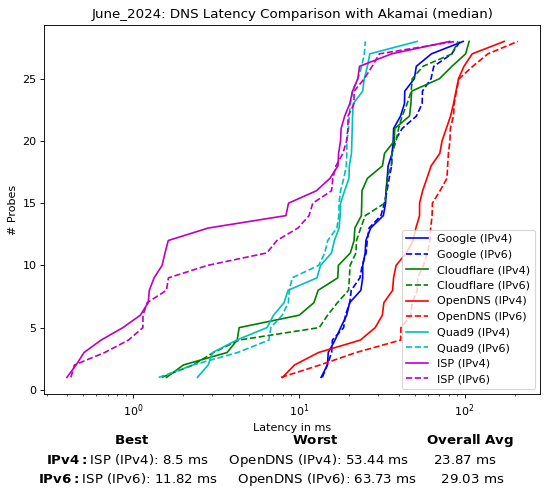 June_2024: DNS Latency Comparison with Akamai (median)
# Probes
25
20
15
10
5
0
Google (IPv4)
Google (IPv6)
Cloudflare (IPv4)
Cloudflare (IPv6)
OpenDNS (IPv4)
OpenDNS (IPv6)
Quad9 (IPv4)
Quad9 (IPv6)
ISP (IPv4)
ISP (IPv6)
10⁰ 10¹ 10²
Latency in ms
Best Worst Overall Avg
IPv4: ISP (IPv4): 8.5 ms OpenDNS (IPv4): 53.44 ms 23.87 ms
IPv6: ISP (IPv6): 11.82 ms OpenDNS (IPv6): 63.73 ms 29.03 ms